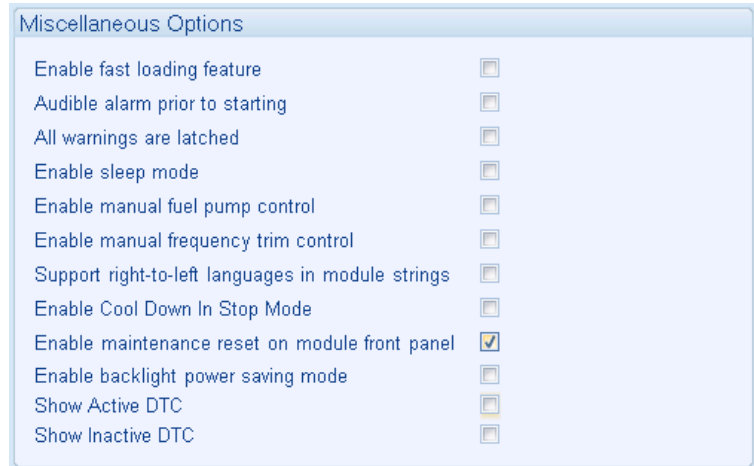 Miscellaneous Options
Enable fast loading feature
Audible alarm prior to starting
All warnings are latched
Enable sleep mode
Enable manual fuel pump control
Enable manual frequency trim control
Support right-to-left languages in module strings
Enable Cool Down In Stop Mode
Enable maintenance reset on module front panel
Enable backlight power saving mode
Show Active DTC
Show Inactive DTC